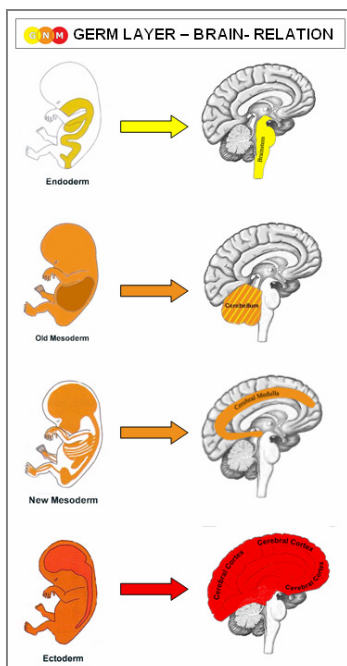 GNM GERM LAYER – BRAIN- RELATION
Endoderm
Brainstem
Old Mesoderm
Cerebellum
New Mesoderm
Cerebral Medulla
Ectoderm
Cerebral Cortex
Cerebral Cortex
Cerebral Cortex